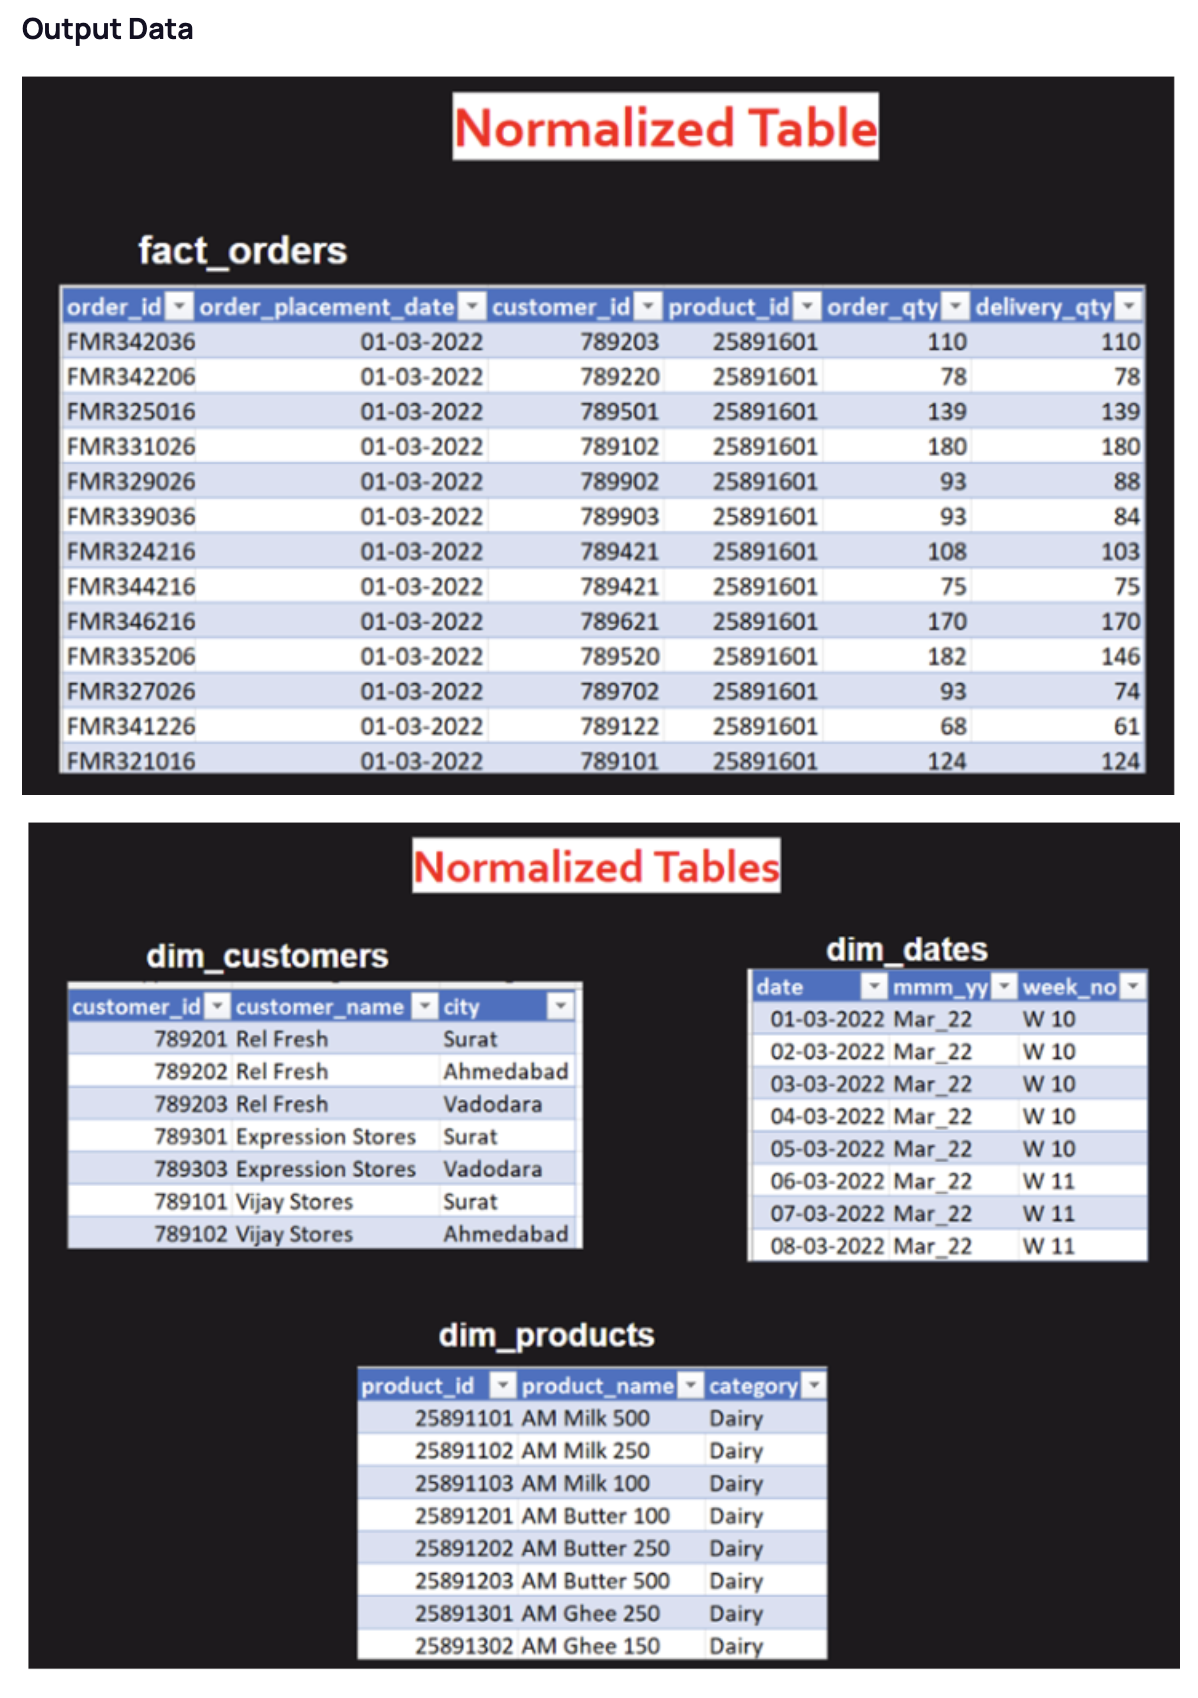 Output Data
Normalized Table
fact_orders
order_id order_placement_date customer_id product_id order_qty delivery_qty
FMR342036 01-03-2022 789203 25891601 110 110
FMR342206 01-03-2022 789220 25891601 78 78
FMR325016 01-03-2022 789501 25891601 139 139
FMR331026 01-03-2022 789102 25891601 180 180
FMR329026 01-03-2022 789902 25891601 93 88
FMR339036 01-03-2022 789903 25891601 93 84
FMR324216 01-03-2022 789421 25891601 108 103
FMR344216 01-03-2022 789421 25891601 75 75
FMR346216 01-03-2022 789621 25891601 170 170
FMR335206 01-03-2022 789520 25891601 182 146
FMR327026 01-03-2022 789702 25891601 93 74
FMR341226 01-03-2022 789122 25891601 68 61
FMR321016 01-03-2022 789101 25891601 124 124
Normalized Tables
dim_customers
customer_id customer_name city
789201 Rel Fresh Surat
789202 Rel Fresh Ahmedabad
789203 Rel Fresh Vadodara
789301 Expression Stores Surat
789303 Expression Stores Vadodara
789101 Vijay Stores Surat
789102 Vijay Stores Ahmedabad
dim_dates
date mmm_yy week_no
01-03-2022 Mar_22 W 10
02-03-2022 Mar_22 W 10
03-03-2022 Mar_22 W 10
04-03-2022 Mar_22 W 10
05-03-2022 Mar_22 W 10
06-03-2022 Mar_22 W 11
07-03-2022 Mar_22 W 11
08-03-2022 Mar_22 W 11
dim_products
product_id product_name category
25891101 AM Milk 500 Dairy
25891102 AM Milk 250 Dairy
25891103 AM Milk 100 Dairy
25891201 AM Butter 100 Dairy
25891202 AM Butter 250 Dairy
25891203 AM Butter 500 Dairy
25891301 AM Ghee 250 Dairy
25891302 AM Ghee 150 Dairy